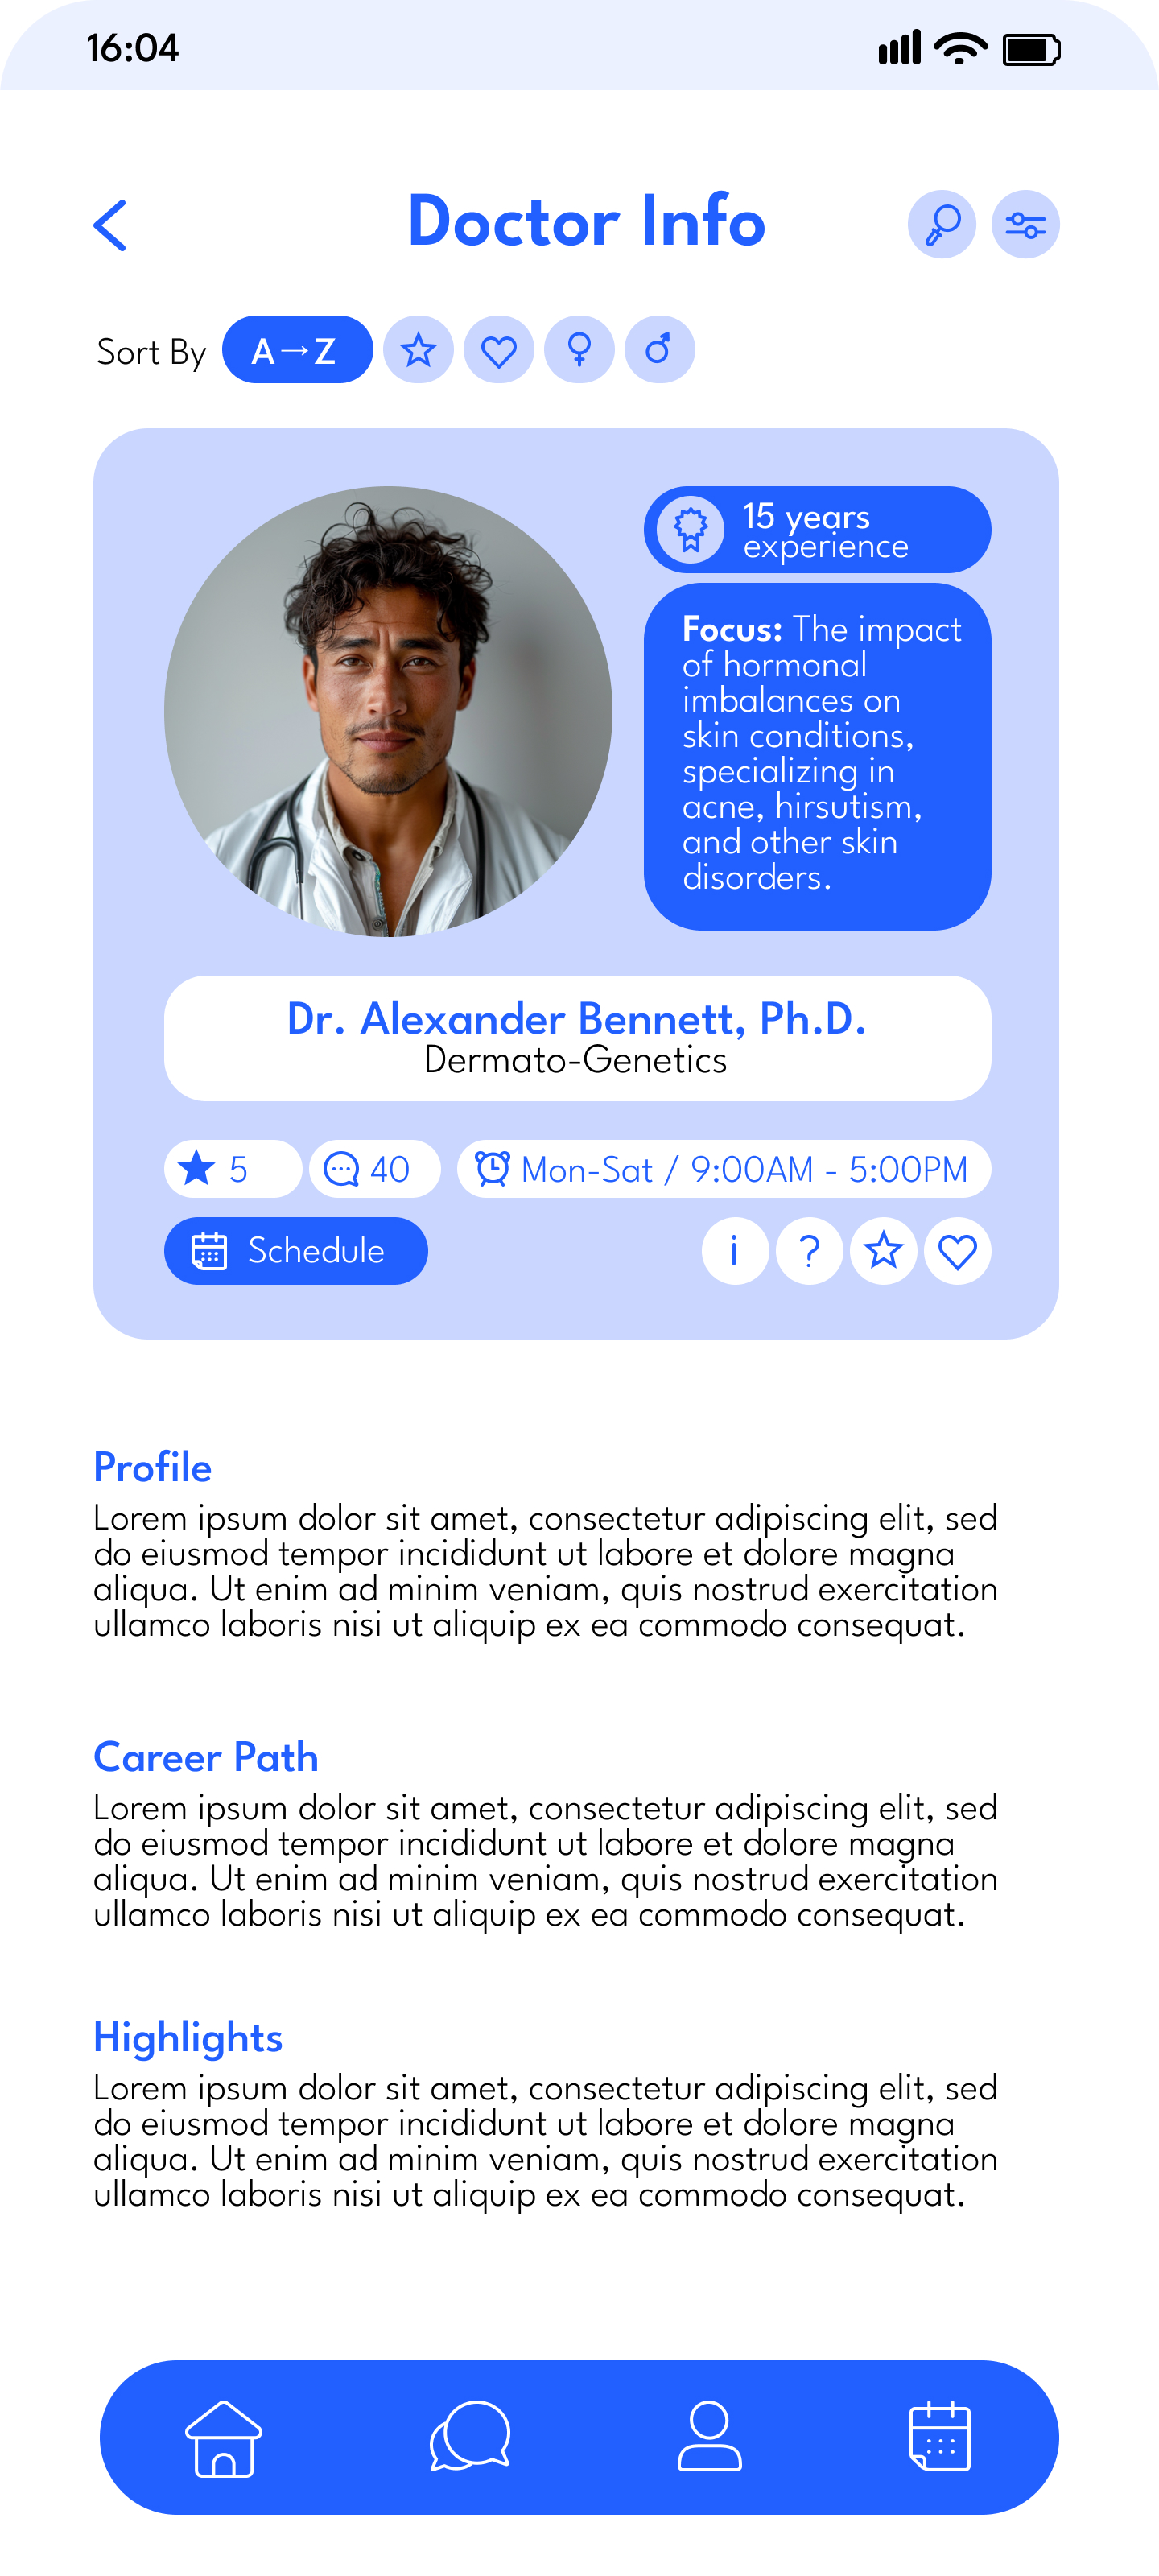 16:04
Doctor Info
Sort By A→Z
15 years
experience
Focus: The impact
of hormonal
imbalances on
skin conditions,
specializing in
acne, hirsutism,
and other skin
disorders.
Dr. Alexander Bennett, Ph.D.
Dermato-Genetics
5 40 Mon-Sat / 9:00AM - 5:00PM
Schedule i ?
Profile
Lorem ipsum dolor sit amet, consectetur adipiscing elit, sed
do eiusmod tempor incididunt ut labore et dolore magna
aliqua. Ut enim ad minim veniam, quis nostrud exercitation
ullamco laboris nisi ut aliquip ex ea commodo consequat.
Career Path
Lorem ipsum dolor sit amet, consectetur adipiscing elit, sed
do eiusmod tempor incididunt ut labore et dolore magna
aliqua. Ut enim ad minim veniam, quis nostrud exercitation
ullamco laboris nisi ut aliquip ex ea commodo consequat.
Highlights
Lorem ipsum dolor sit amet, consectetur adipiscing elit, sed
do eiusmod tempor incididunt ut labore et dolore magna
aliqua. Ut enim ad minim veniam, quis nostrud exercitation
ullamco laboris nisi ut aliquip ex ea commodo consequat.